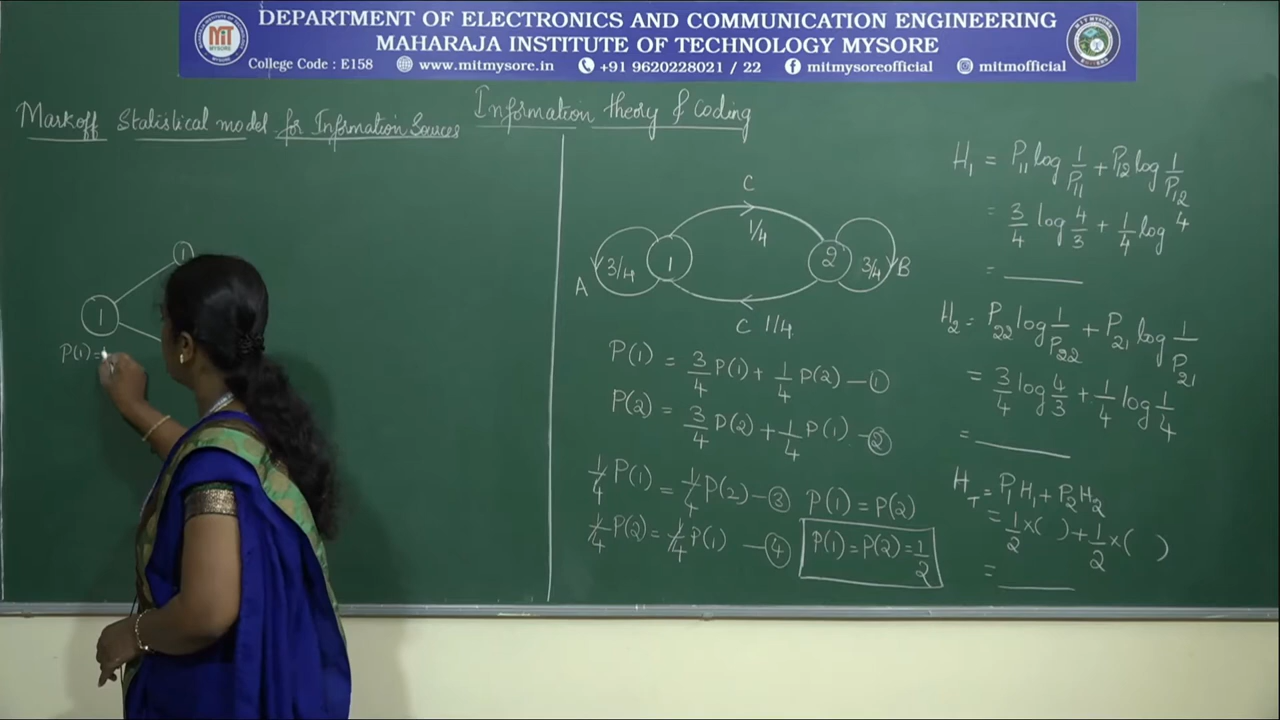 DEPARTMENT OF ELECTRONICS AND COMMUNICATION ENGINEERING
MAHARAJA INSTITUTE OF TECHNOLOGY MYSORE
College Code : E158 www.mitmysore.in +91 9620228021 / 22 mitmysoreofficial mitmofficial
MIT
MYSORE
Information theory & coding
Markoff Statistical model for Information Sources
1
1
P(1)=
C
1/4
3/4 1 2 3/4 B
A
C 1/4
P(1) = 3/4 P(1) + 1/4 P(2) — ①
P(2) = 3/4 P(2) + 1/4 P(1) — ②
1/4 P(1) = 1/4 P(2) — ③ P(1) = P(2)
1/4 P(2) = 1/4 P(1) — ④ P(1) = P(2) = 1/2
H₁ = P₁₁ log 1/P₁₁ + P₁₂ log 1/P₁₂
= 3/4 log 4/3 + 1/4 log 4
= ____
H₂ = P₂₂ log 1/P₂₂ + P₂₁ log 1/P₂₁
= 3/4 log 4/3 + 1/4 log 1/4
= ____
H_T = P₁H₁ + P₂H₂
= 1/2 × ( ) + 1/2 × ( )
= ____